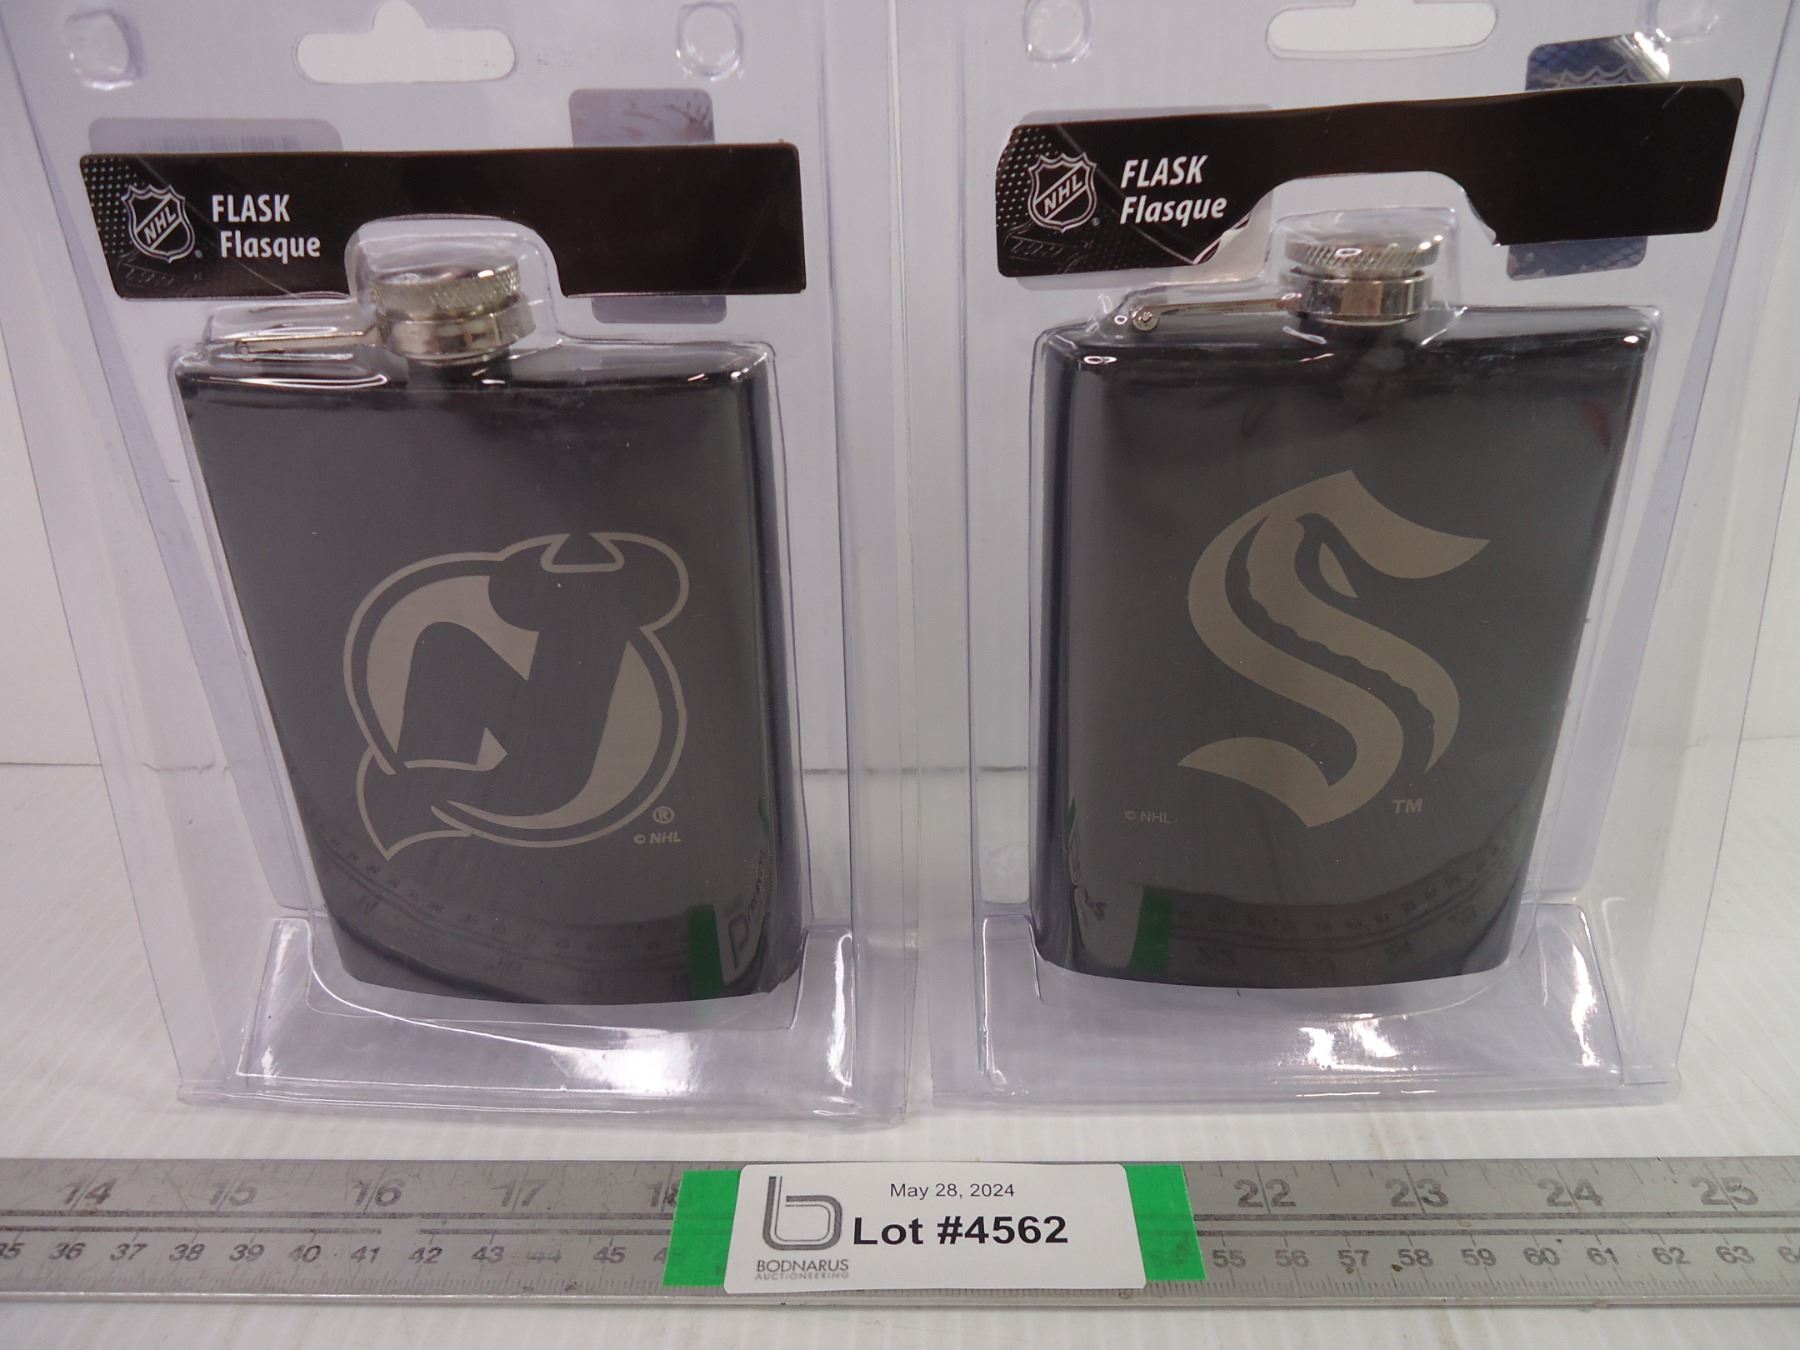 NHL
®
FLASK
Flasque
NHL
®
FLASK
Flasque
®
© NHL
© NHL
TM
14 15 16 17 18 22 23 24 25
35 36 37 38 39 40 41 42 43 44 45 55 56 57 58 59 60 61 62 63
May 28, 2024
Lot #4562
BODNARUS
AUCTIONEERING